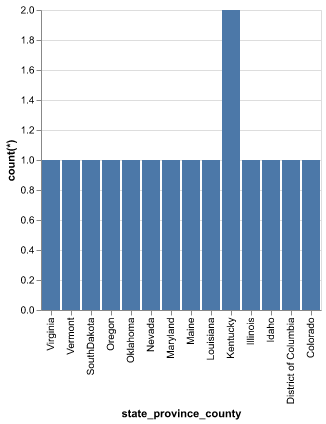 2.0
1.8
1.6
1.4
1.2
1.0
0.8
0.6
0.4
0.2
0.0
count(*)
Virginia
Vermont
SouthDakota
Oregon
Oklahoma
Nevada
Maryland
Maine
Louisiana
Kentucky
Illinois
Idaho
District of Columbia
Colorado
state_province_county